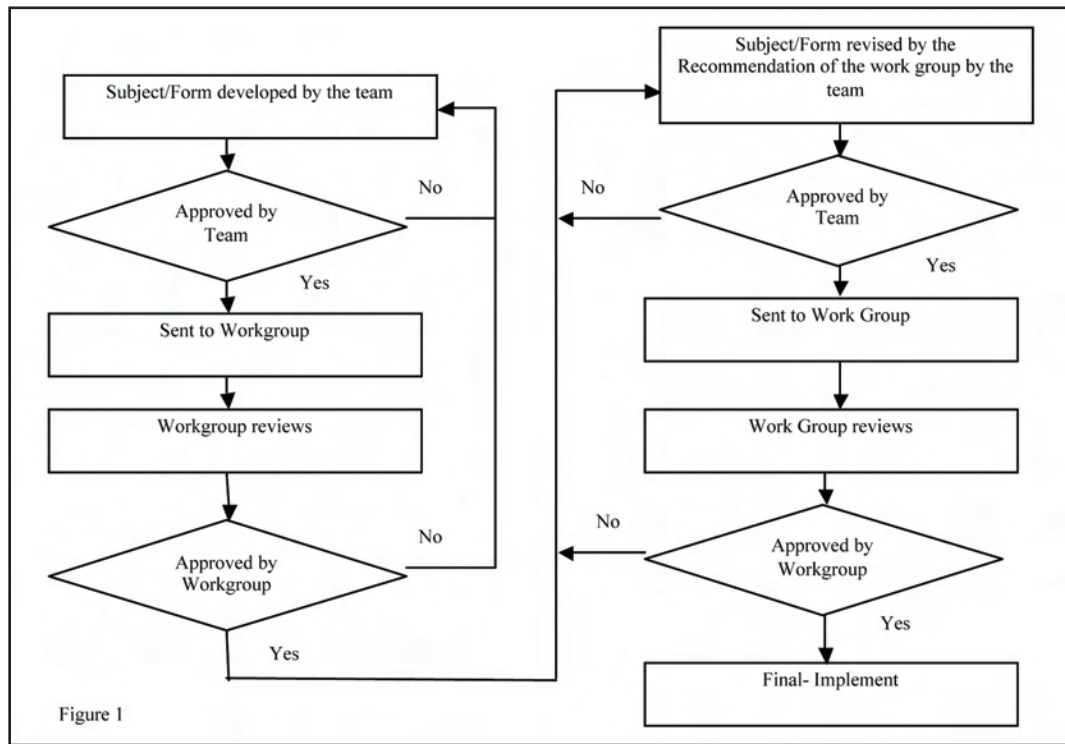 Subject/Form developed by the team
No
Approved by
Team
Yes
Sent to Workgroup
Workgroup reviews
No
Approved by
Workgroup
Yes
Figure 1
Subject/Form revised by the
Recommendation of the work group by the
team
No
Approved by
Team
Yes
Sent to Work Group
Work Group reviews
No
Approved by
Workgroup
Yes
Final- Implement